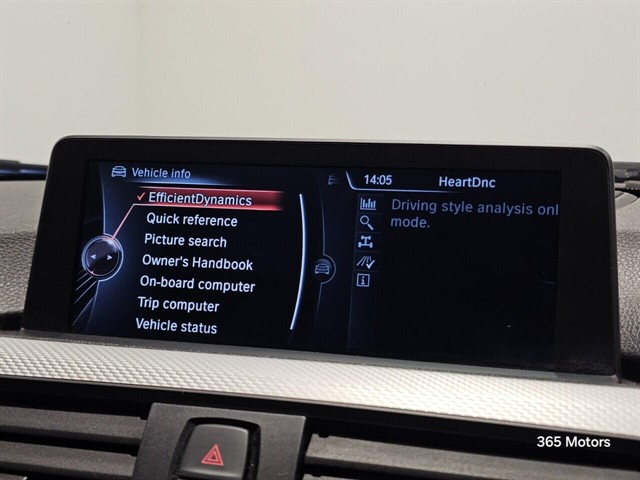 Vehicle info
EfficientDynamics
Quick reference
Picture search
Owner's Handbook
On-board computer
Trip computer
Vehicle status
14:05 HeartDnc
Driving style analysis onl
mode.
365 Motors